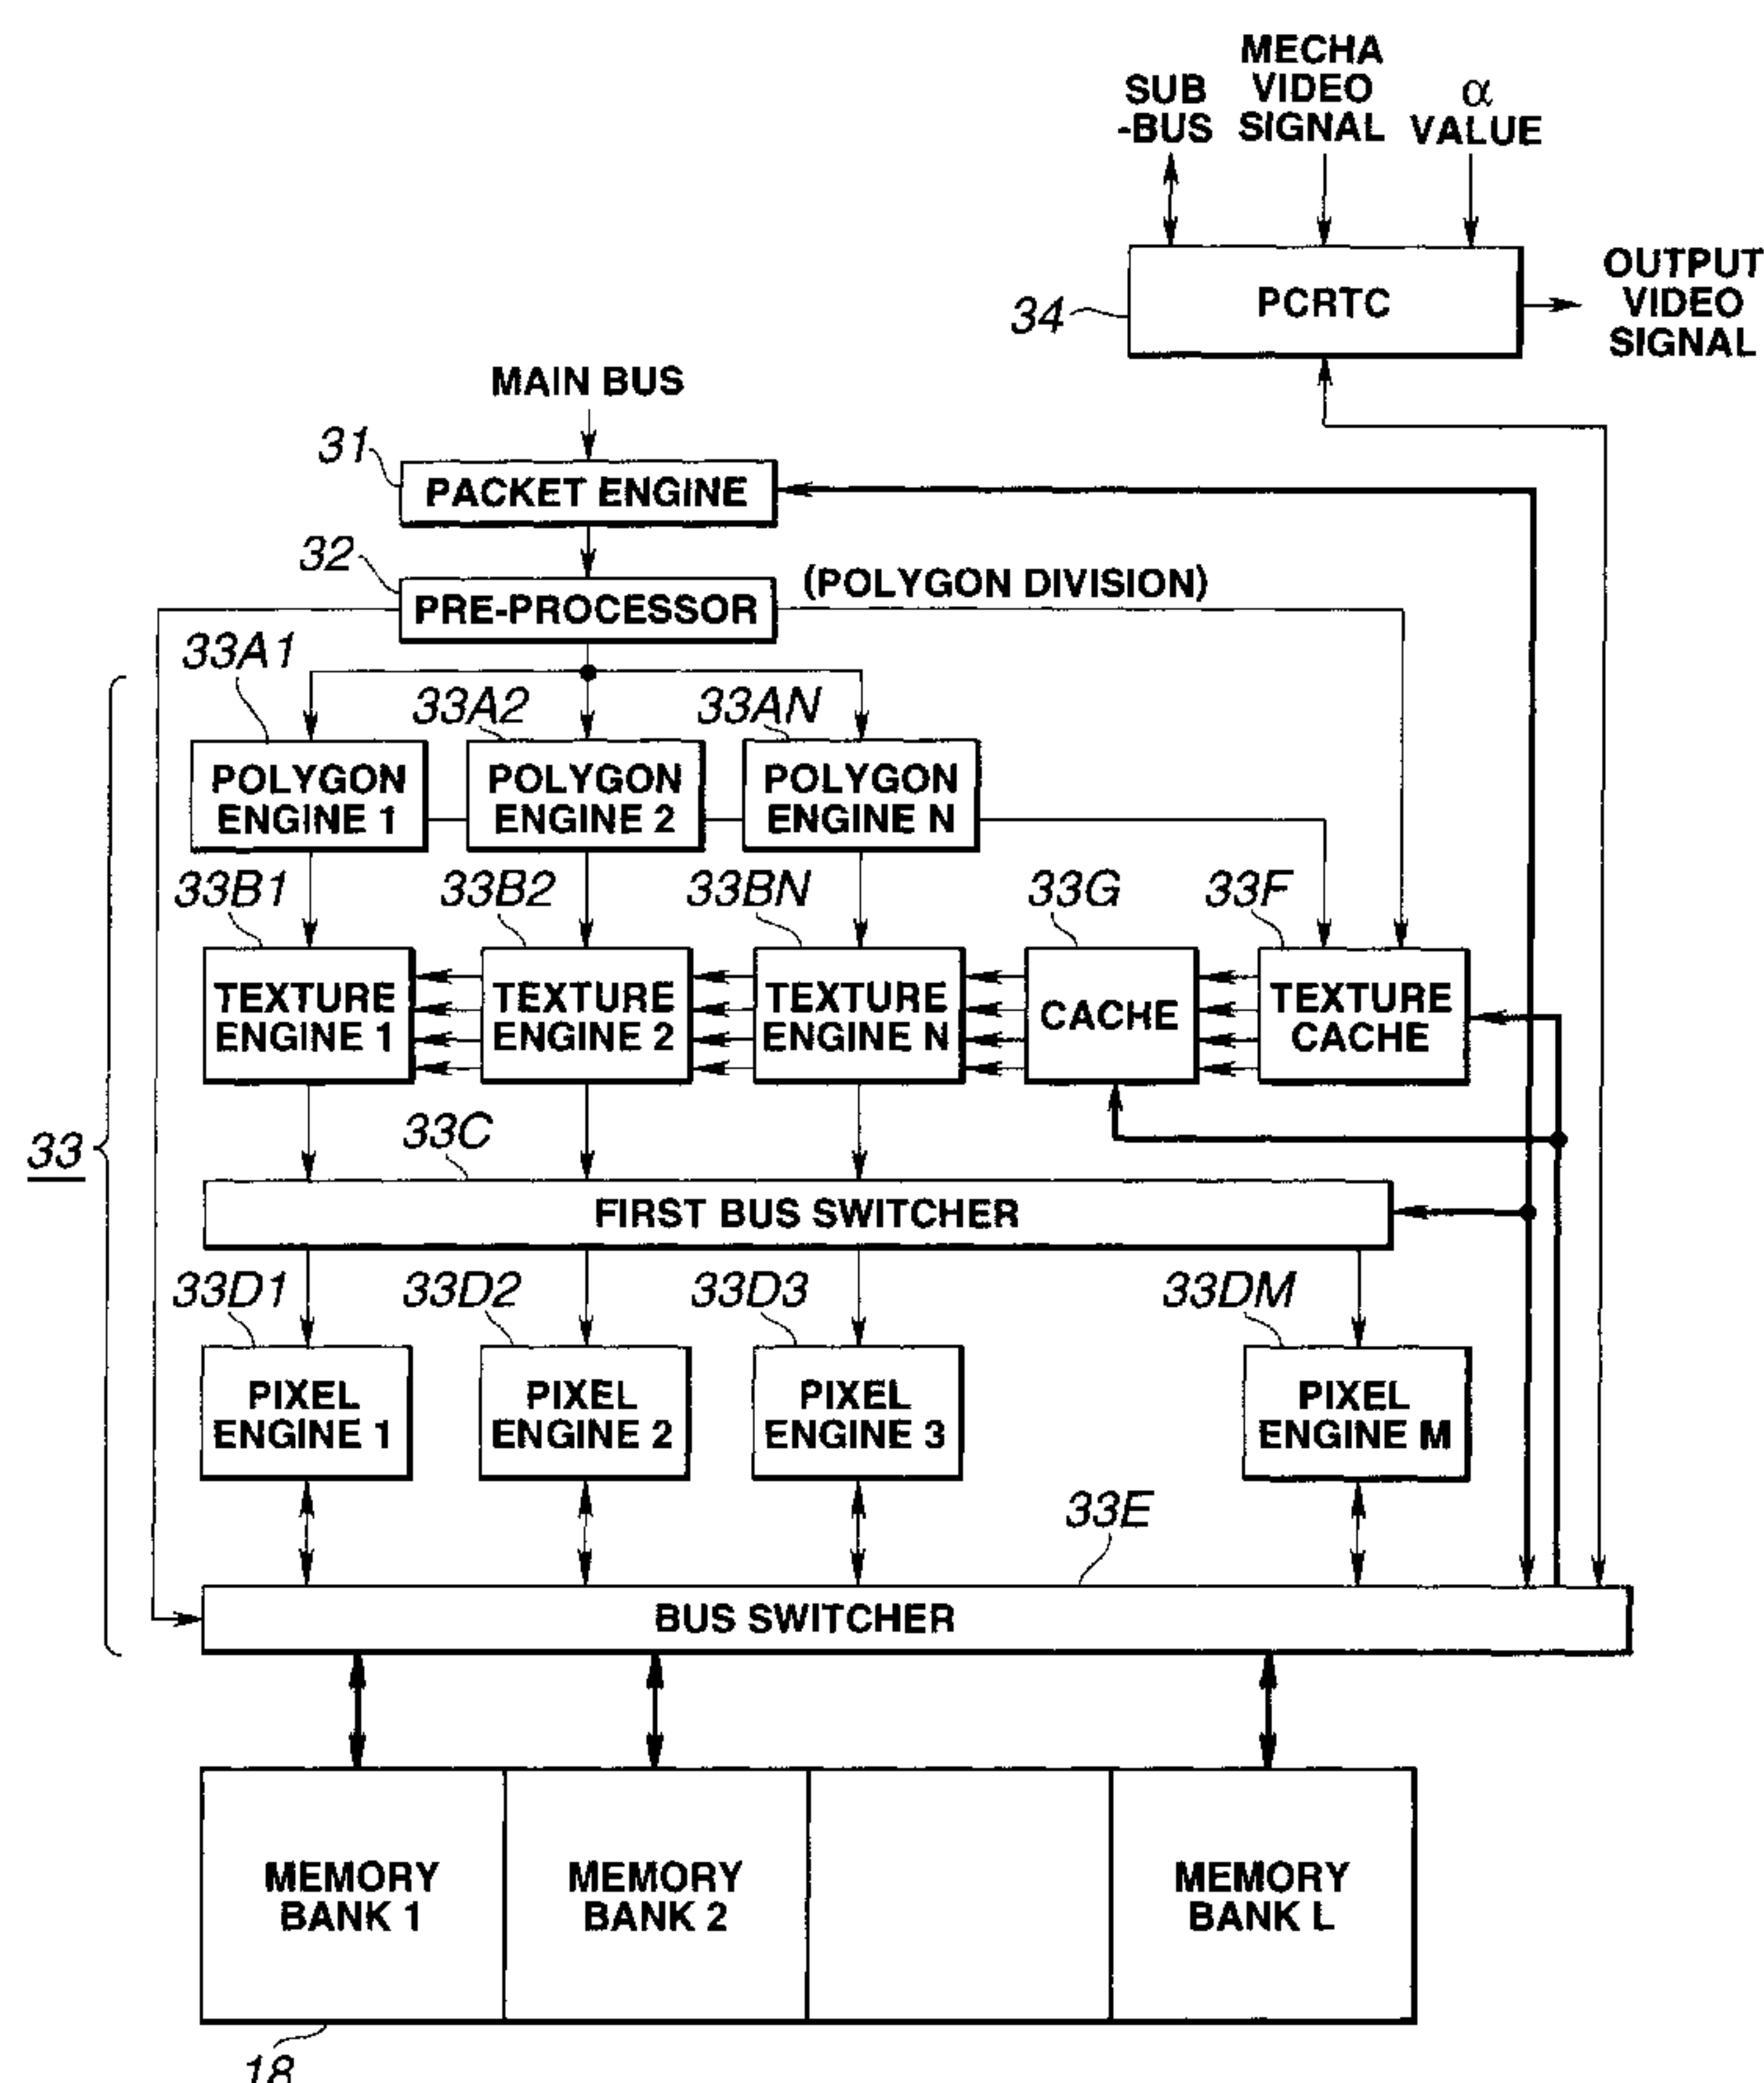 SUB
-BUS
MECHA
VIDEO
SIGNAL
α
VALUE
34
PCRTC
OUTPUT
VIDEO
SIGNAL
MAIN BUS
31
PACKET ENGINE
32
PRE-PROCESSOR
(POLYGON DIVISION)
33A1
33A2
33AN
POLYGON
ENGINE 1
POLYGON
ENGINE 2
POLYGON
ENGINE N
33B1
33B2
33BN
33G
33F
TEXTURE
ENGINE 1
TEXTURE
ENGINE 2
TEXTURE
ENGINE N
CACHE
TEXTURE
CACHE
33
33C
FIRST BUS SWITCHER
33D1
33D2
33D3
33DM
PIXEL
ENGINE 1
PIXEL
ENGINE 2
PIXEL
ENGINE 3
PIXEL
ENGINE M
33E
BUS SWITCHER
MEMORY
BANK 1
MEMORY
BANK 2
MEMORY
BANK L
18